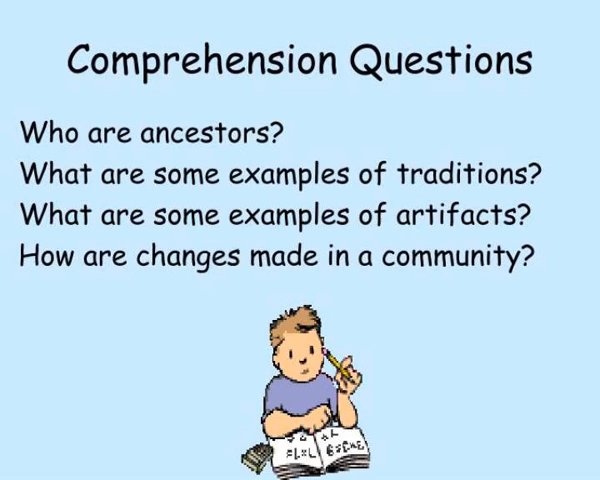 Comprehension Questions
Who are ancestors?
What are some examples of traditions?
What are some examples of artifacts?
How are changes made in a community?